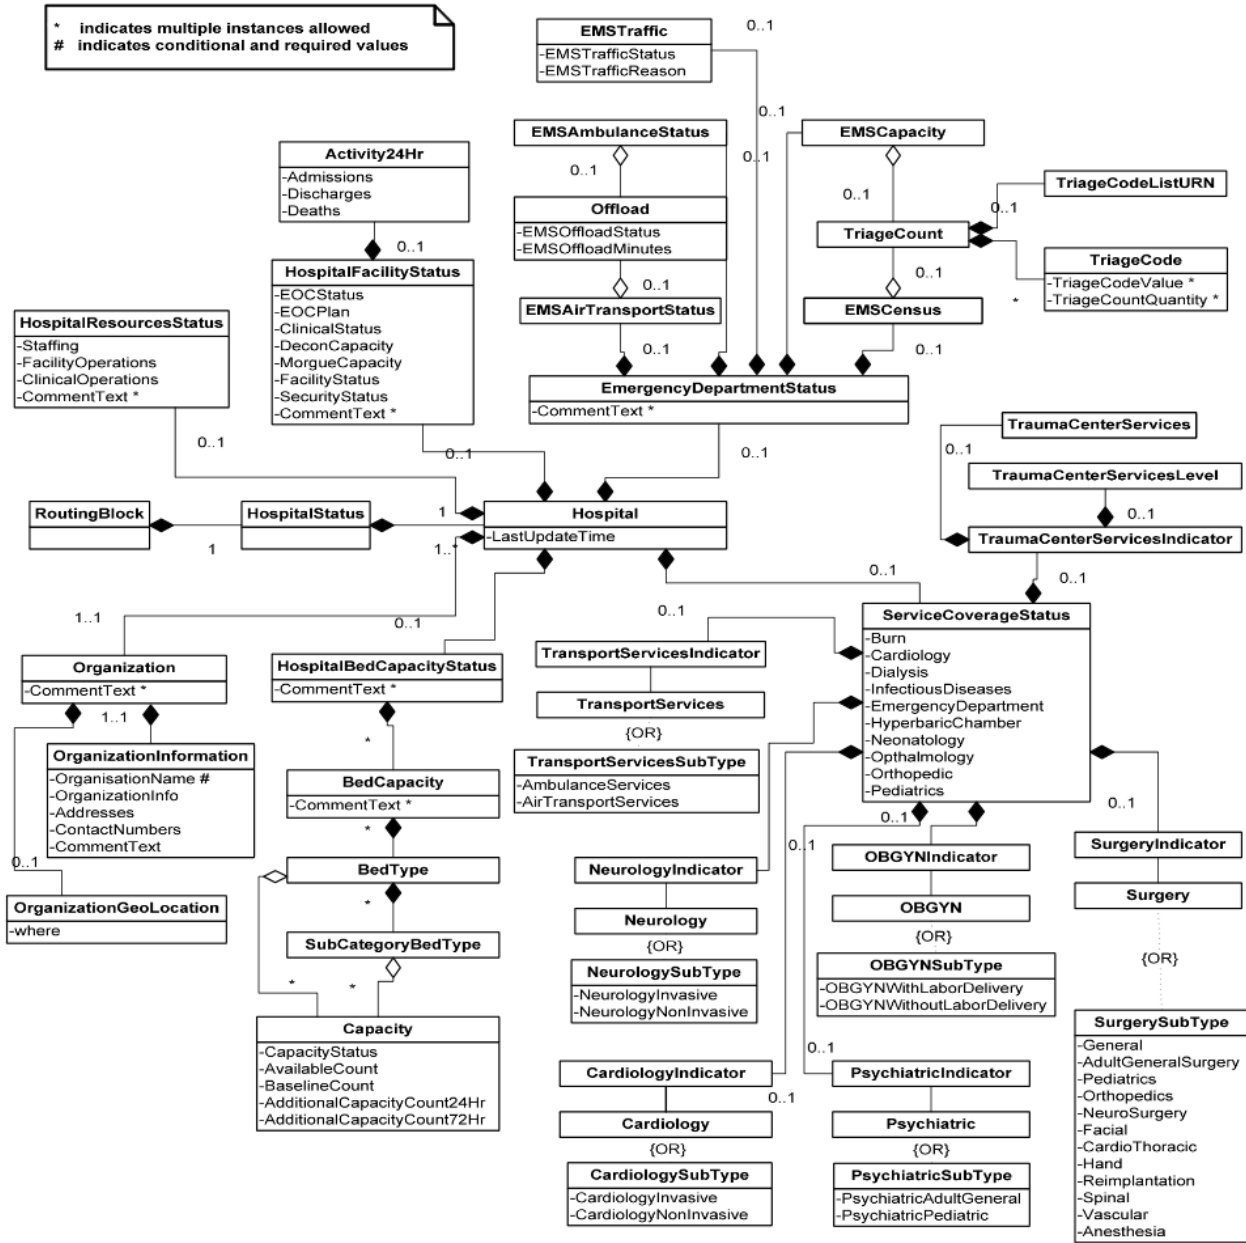 * indicates multiple instances allowed
# indicates conditional and required values
EMSTraffic
-EMSTrafficStatus
-EMSTrafficReason
0..1
0..1
0..1
EMSAmbulanceStatus
0..1
Offload
-EMSOffloadStatus
-EMSOffloadMinutes
0..1
EMSAirTransportStatus
0..1
EMSCapacity
0..1
TriageCount
0..1
EMSCensus
0..1
TriageCodeListURN
0..1
TriageCode
-TriageCodeValue *
-TriageCountQuantity *
*
Activity24Hr
-Admissions
-Discharges
-Deaths
0..1
HospitalFacilityStatus
-EOCStatus
-EOCPlan
-ClinicalStatus
-DeconCapacity
-MorgueCapacity
-FacilityStatus
-SecurityStatus
-CommentText *
0..1
HospitalResourcesStatus
-Staffing
-FacilityOperations
-ClinicalOperations
-CommentText *
0..1
EmergencyDepartmentStatus
-CommentText *
0..1
TraumaCenterServices
0..1
TraumaCenterServicesLevel
0..1
TraumaCenterServicesIndicator
0..1
RoutingBlock
1
HospitalStatus
1
1..*
Hospital
-LastUpdateTime
0..1
1..1
0..1
0..1
Organization
-CommentText *
1..1
OrganizationInformation
-OrganisationName #
-OrganizationInfo
-Addresses
-ContactNumbers
-CommentText
0..1
OrganizationGeoLocation
-where
HospitalBedCapacityStatus
-CommentText *
*
BedCapacity
-CommentText *
*
BedType
*
SubCategoryBedType
*
*
Capacity
-CapacityStatus
-AvailableCount
-BaselineCount
-AdditionalCapacityCount24Hr
-AdditionalCapacityCount72Hr
TransportServicesIndicator
TransportServices
{OR}
TransportServicesSubType
-AmbulanceServices
-AirTransportServices
ServiceCoverageStatus
-Burn
-Cardiology
-Dialysis
-InfectiousDiseases
-EmergencyDepartment
-HyperbaricChamber
-Neonatology
-Opthalmology
-Orthopedic
-Pediatrics
0..1
0..1
0..1
NeurologyIndicator
Neurology
{OR}
NeurologySubType
-NeurologyInvasive
-NeurologyNonInvasive
OBGYNIndicator
OBGYN
{OR}
OBGYNSubType
-OBGYNWithLaborDelivery
-OBGYNWithoutLaborDelivery
SurgeryIndicator
Surgery
{OR}
SurgerySubType
-General
-AdultGeneralSurgery
-Pediatrics
-Orthopedics
-NeuroSurgery
-Facial
-CardioThoracic
-Hand
-Reimplantation
-Spinal
-Vascular
-Anesthesia
CardiologyIndicator
0..1
Cardiology
{OR}
CardiologySubType
-CardiologyInvasive
-CardiologyNonInvasive
0..1
PsychiatricIndicator
Psychiatric
{OR}
PsychiatricSubType
-PsychiatricAdultGeneral
-PsychiatricPediatric